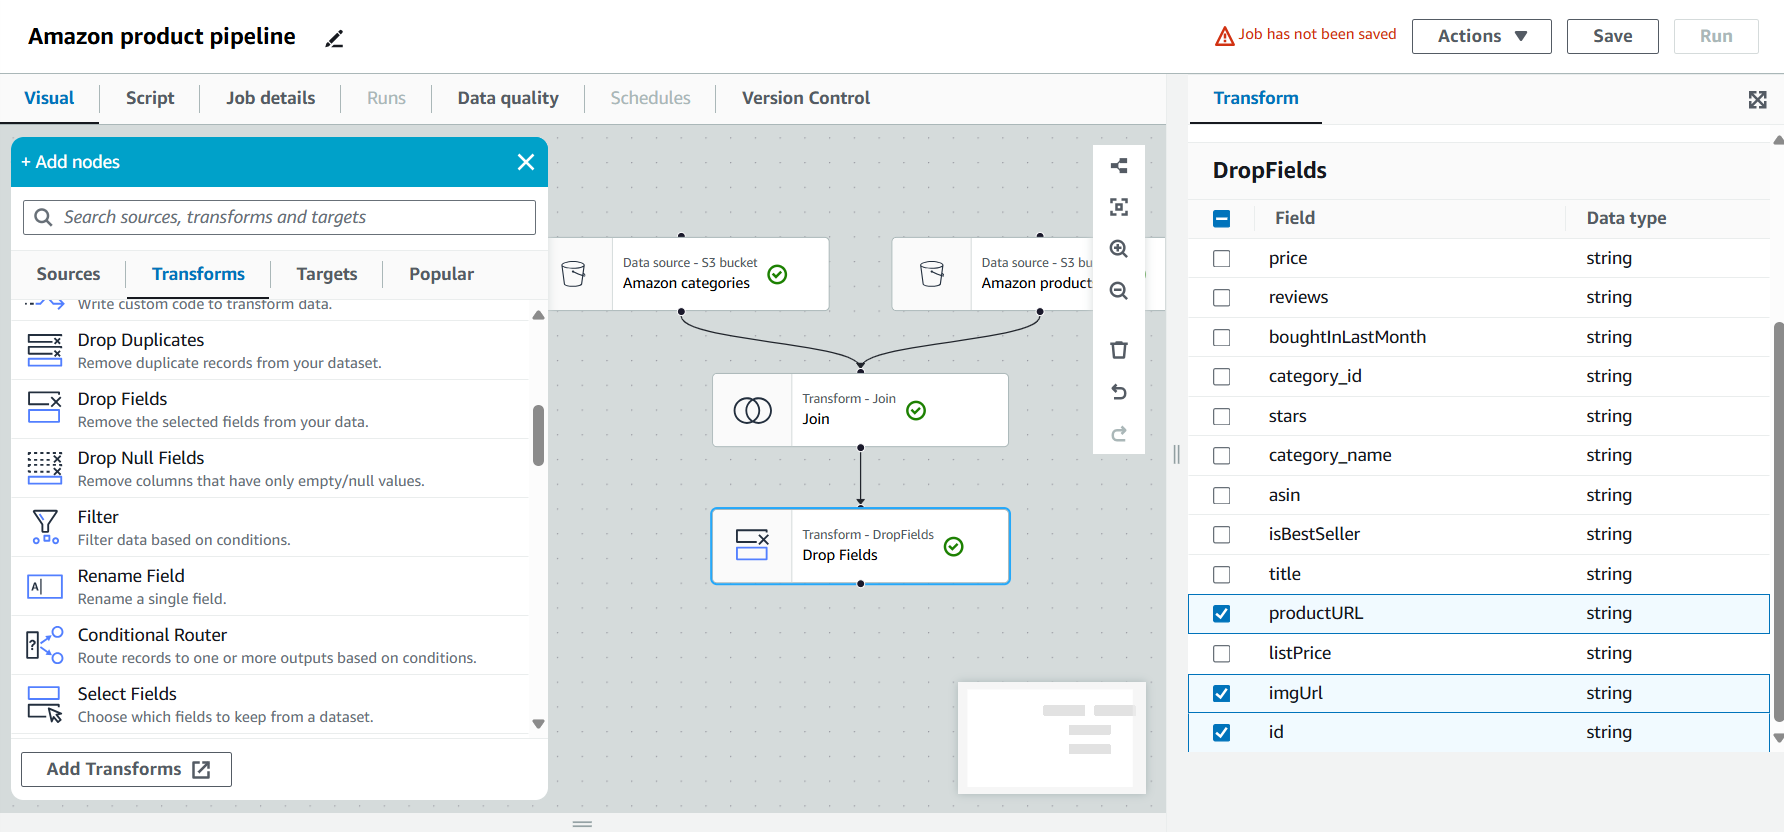 Amazon product pipeline
Job has not been saved
Actions
Save
Run
Visual
Script
Job details
Runs
Data quality
Schedules
Version Control
+ Add nodes
Search sources, transforms and targets
Sources
Transforms
Targets
Popular
Write custom code to transform data.
Drop Duplicates
Remove duplicate records from your dataset.
Drop Fields
Remove the selected fields from your data.
Drop Null Fields
Remove columns that have only empty/null values.
Filter
Filter data based on conditions.
Rename Field
Rename a single field.
Conditional Router
Route records to one or more outputs based on conditions.
Select Fields
Choose which fields to keep from a dataset.
Add Transforms
Data source - S3 bucket
Amazon categories
Data source - S3 bu
Amazon product
Transform - Join
Join
Transform - DropFields
Drop Fields
Transform
DropFields
Field Data type
price string
reviews string
boughtInLastMonth string
category_id string
stars string
category_name string
asin string
isBestSeller string
title string
productURL string
listPrice string
imgUrl string
id string